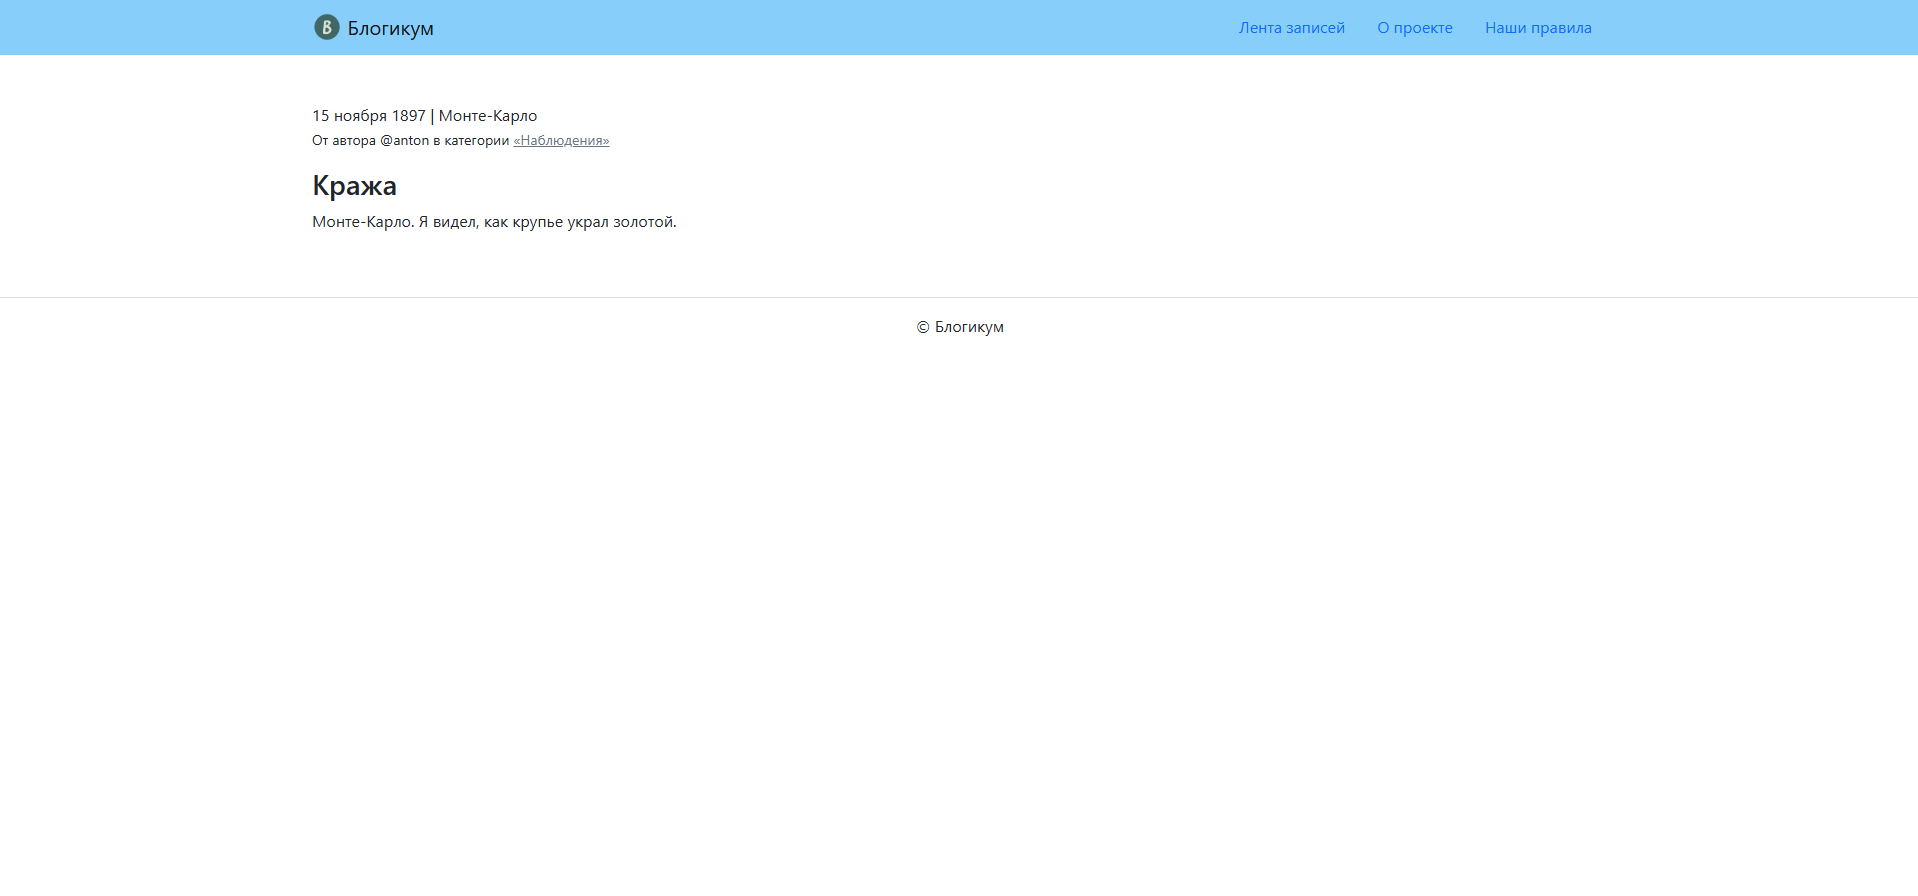 B Блогикум Лента записей О проекте Наши правила
15 ноября 1897 | Монте-Карло
От автора @anton в категории «Наблюдения»
Кража
Монте-Карло. Я видел, как крупье украл золотой.
© Блогикум